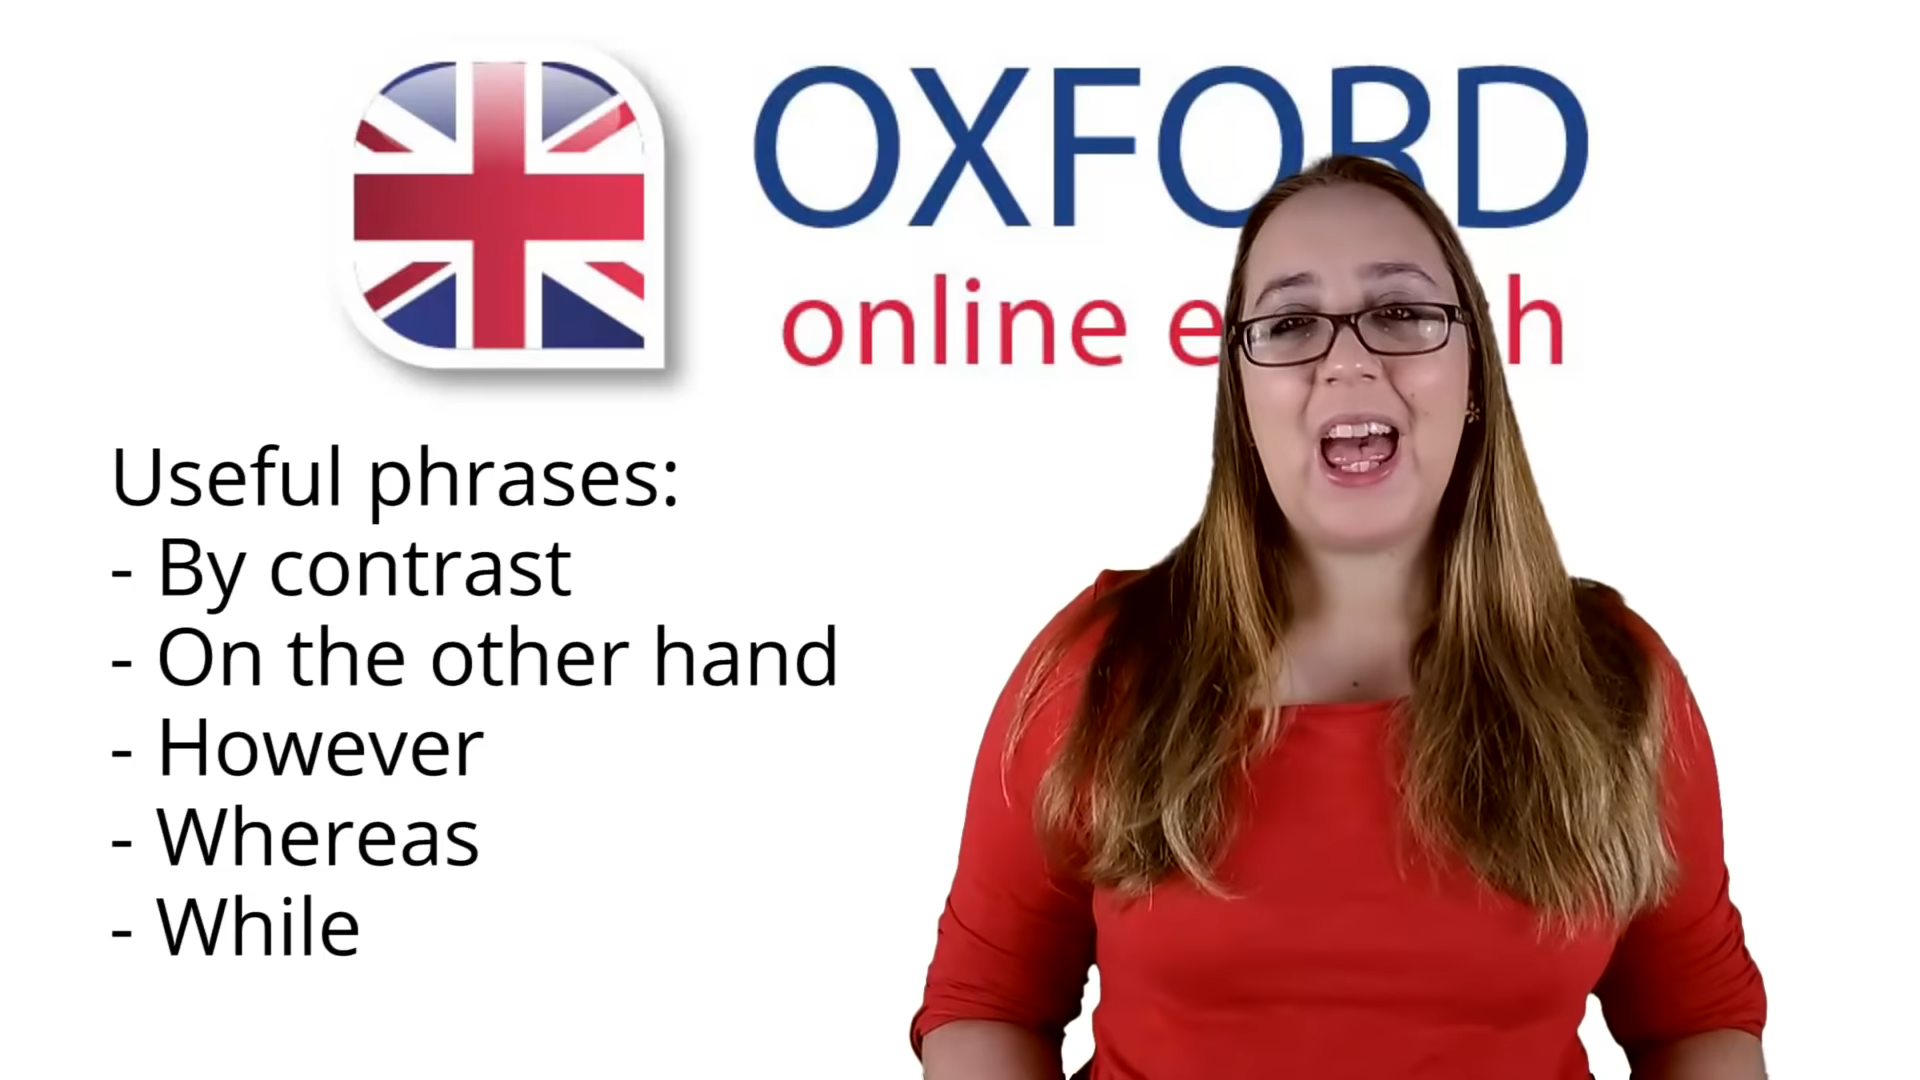 OXFORD
online
Useful phrases:
- By contrast
- On the other hand
- However
- Whereas
- While